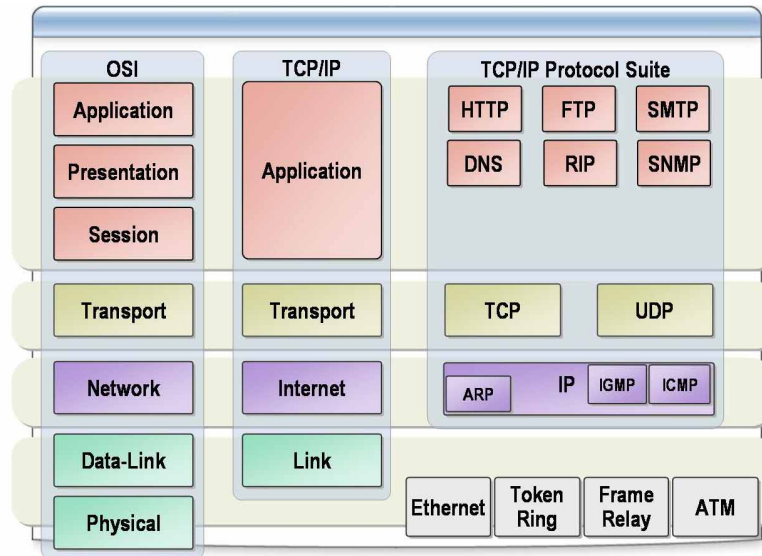 OSI
TCP/IP
TCP/IP Protocol Suite
Application
Presentation
Session
Application
HTTP
FTP
SMTP
DNS
RIP
SNMP
Transport
Transport
TCP
UDP
Network
Internet
ARP
IP
IGMP
ICMP
Data-Link
Link
Physical
Ethernet
Token
Ring
Frame
Relay
ATM